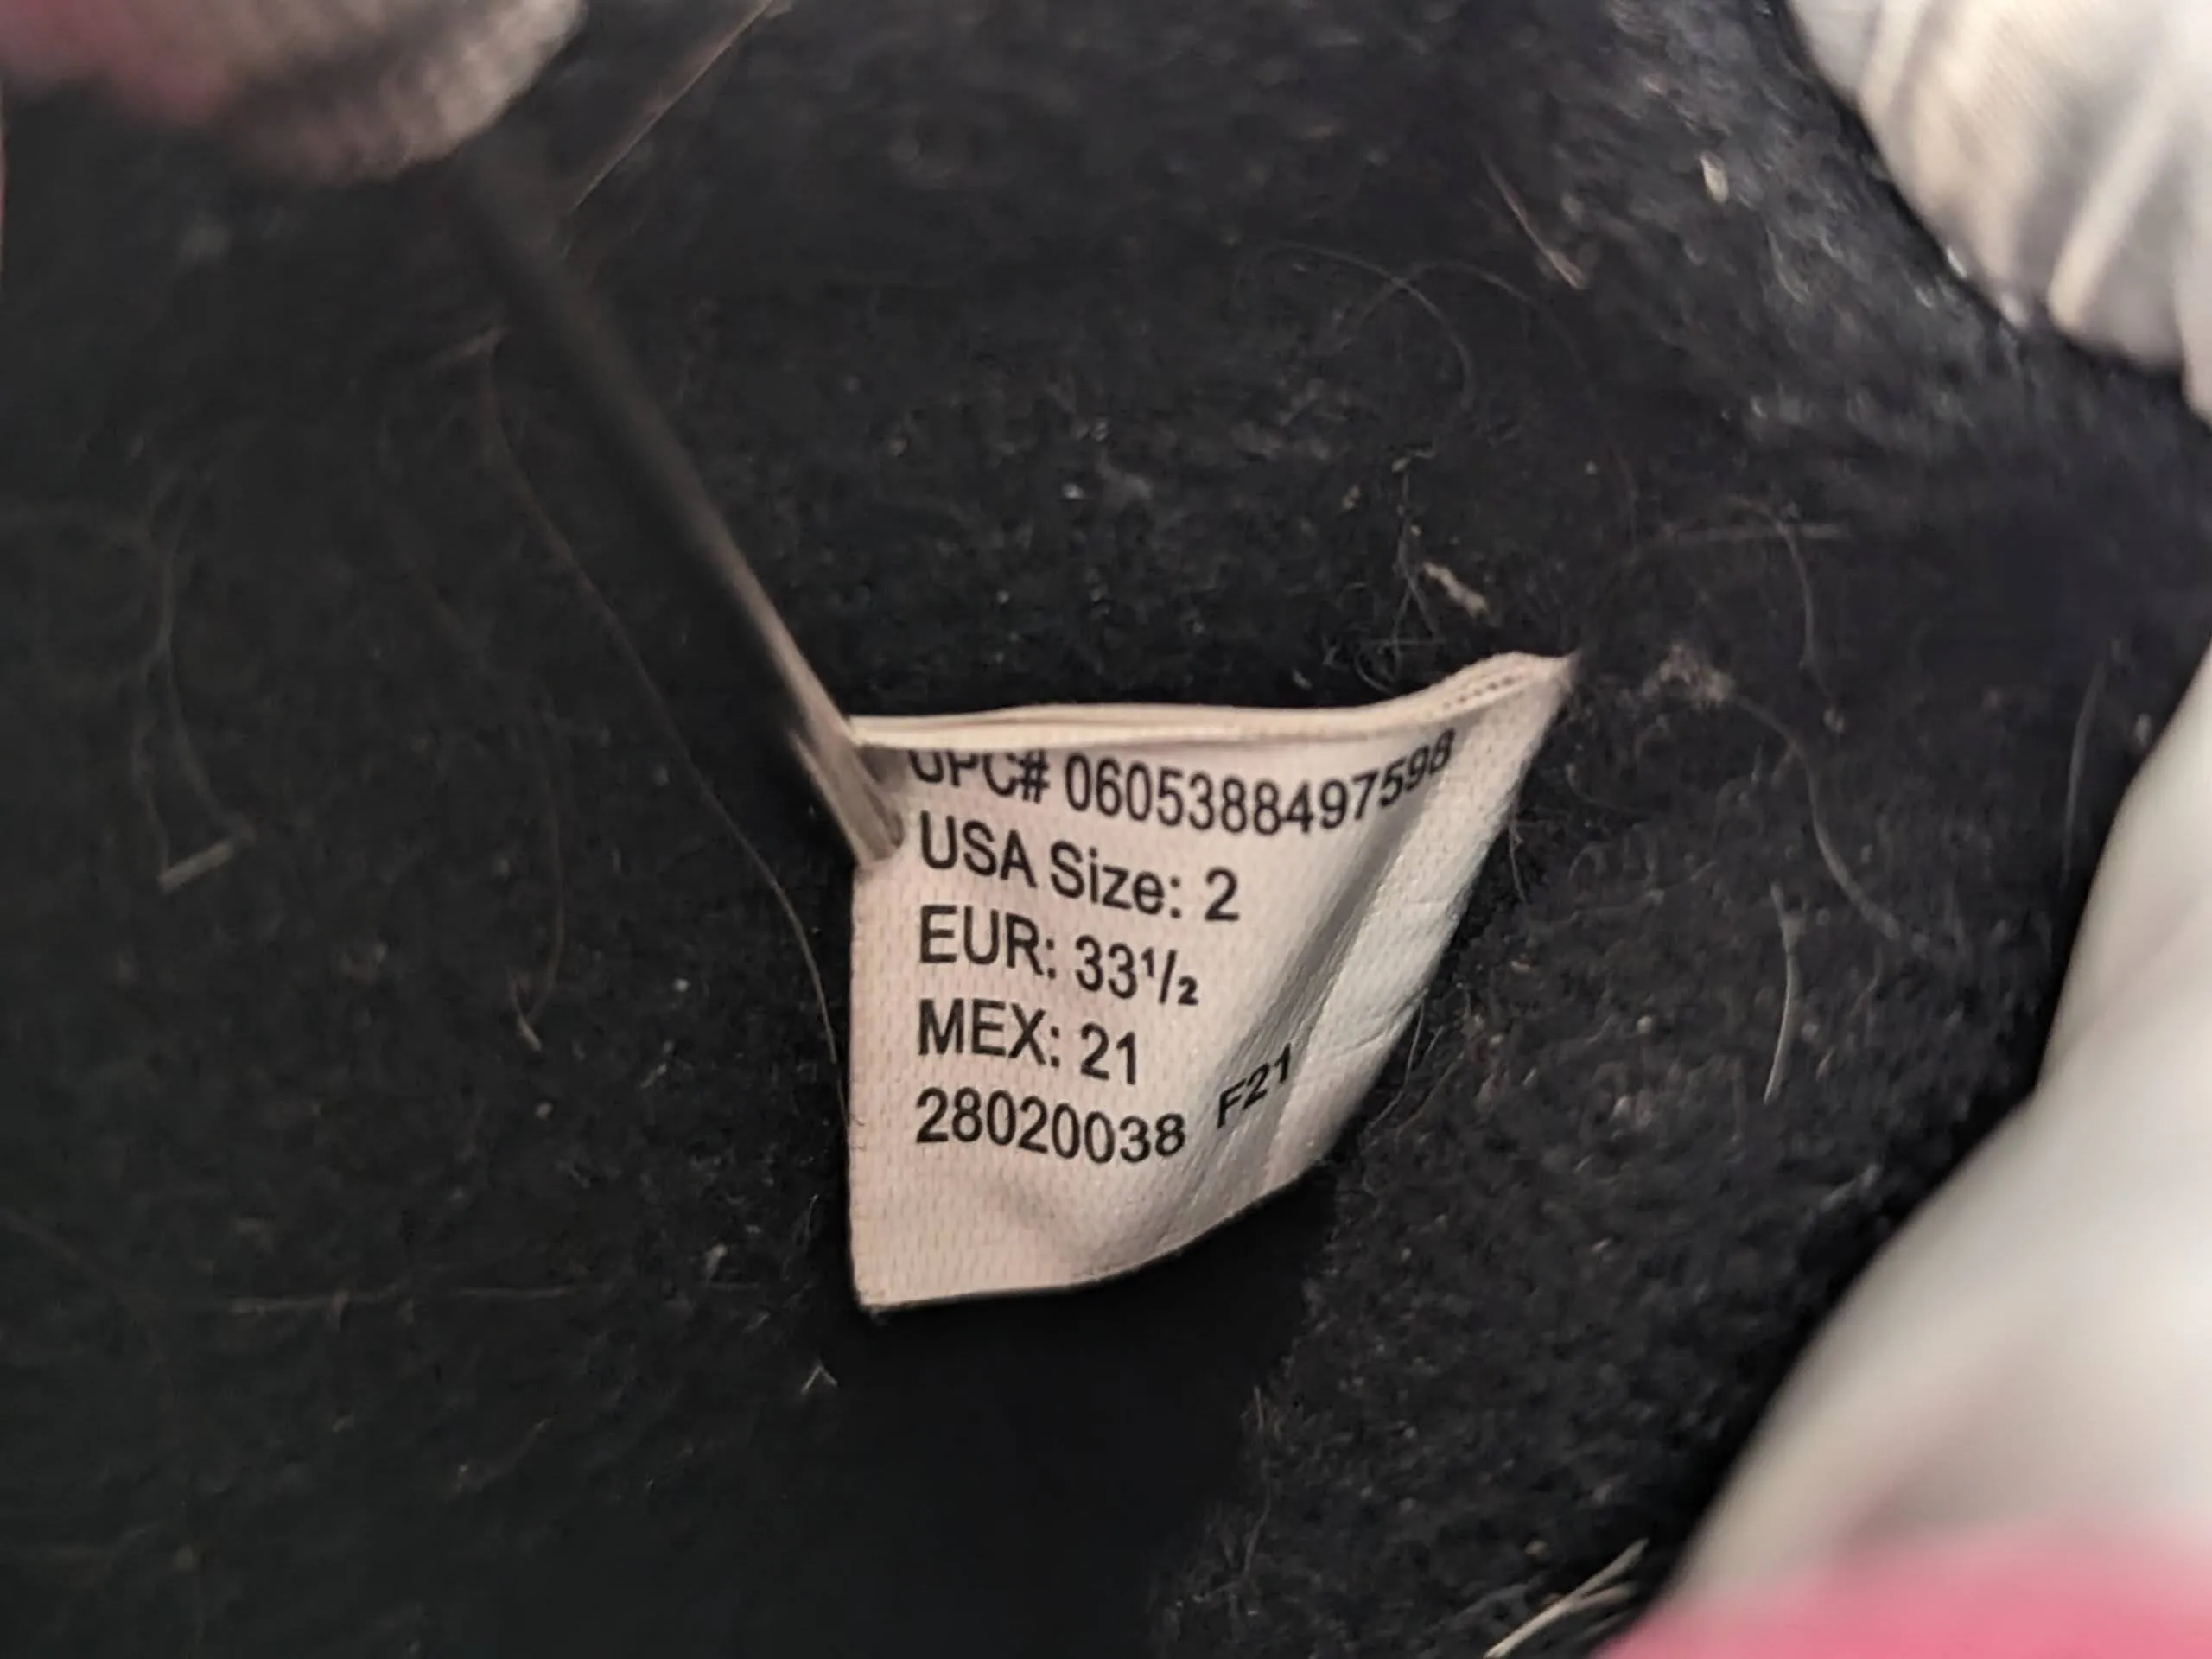 UPC# 0605388497598
USA Size: 2
EUR: 33¹/₂
MEX: 21
28020038 F21